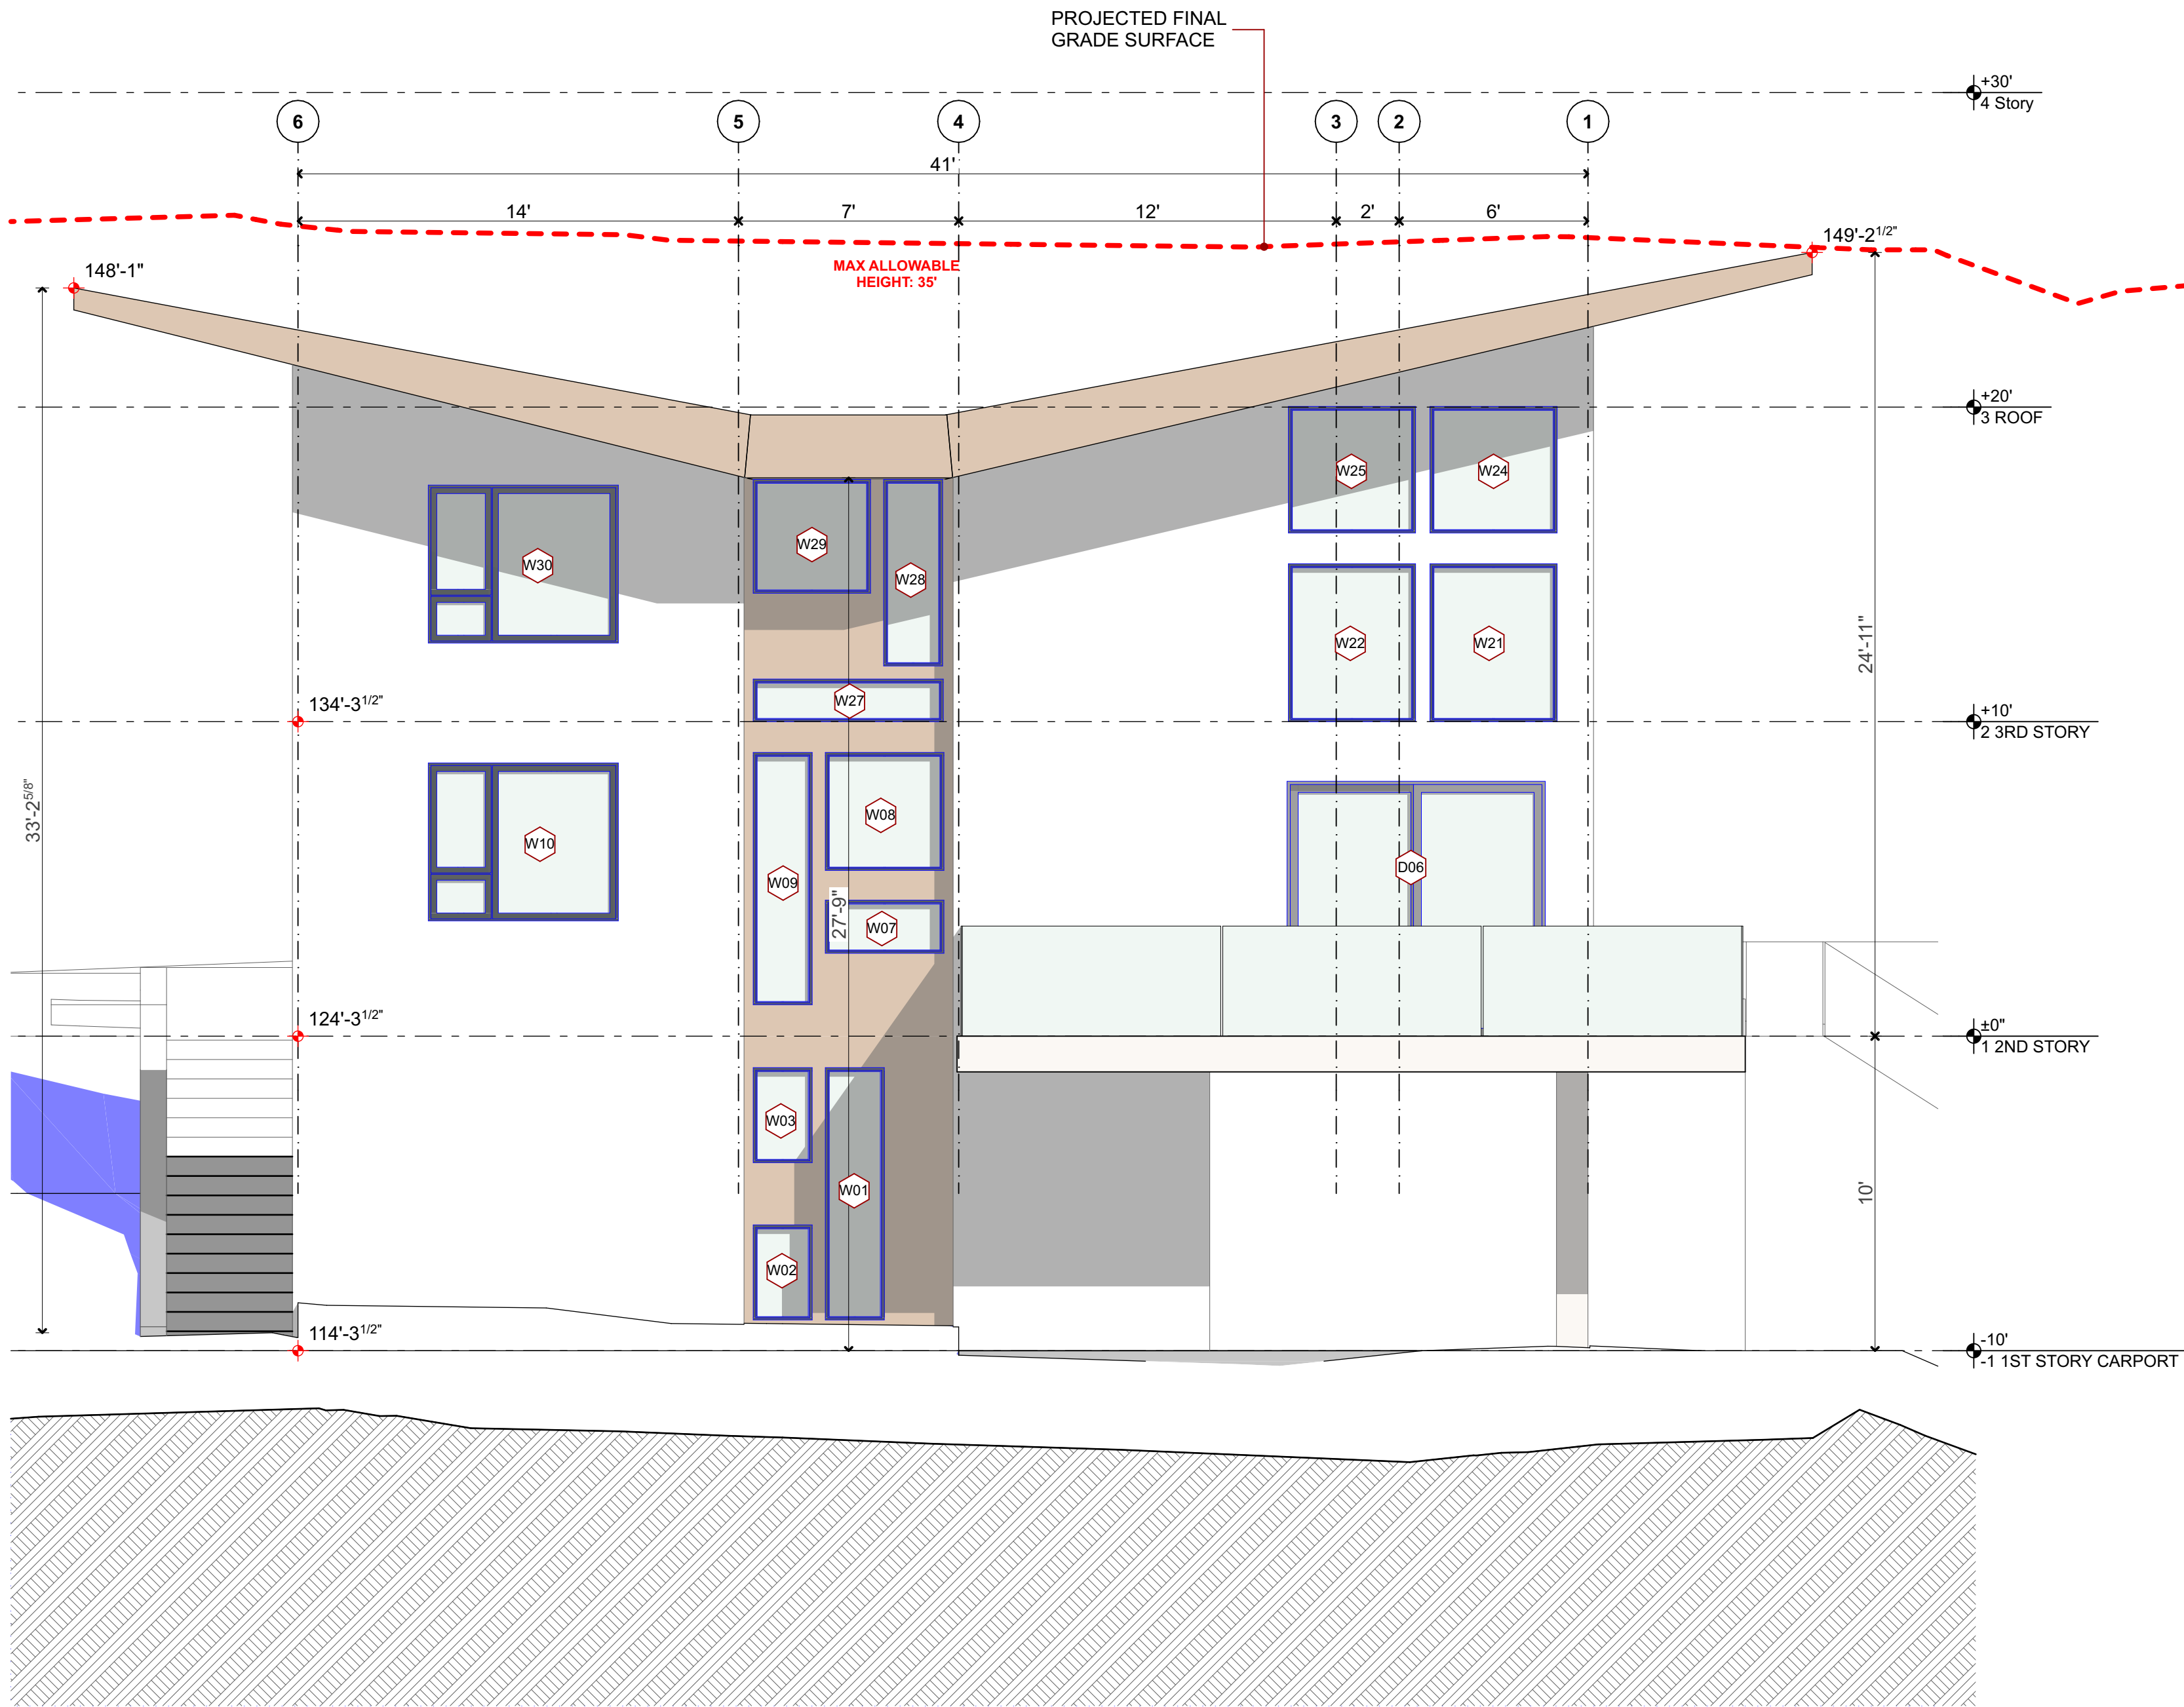 PROJECTED FINAL
GRADE SURFACE
+30'
4 Story
6
5
4
3
2
1
41'
14'
7'
12'
2'
6'
149'-2 1/2"
MAX ALLOWABLE
HEIGHT: 35'
148'-1"
+20'
3 ROOF
W25
W24
W29
W30
W28
W22
W21
24'-11"
W27
134'-3 1/2"
+10'
2 3RD STORY
33'-2 5/8"
W08
W10
D06
W09
27'-9"
W07
124'-3 1/2"
±0"
1 2ND STORY
W03
W01
10'
W02
114'-3 1/2"
-10'
-1 1ST STORY CARPORT